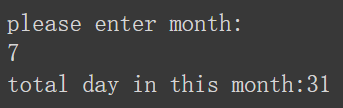 please enter month:
7
total day in this month:31